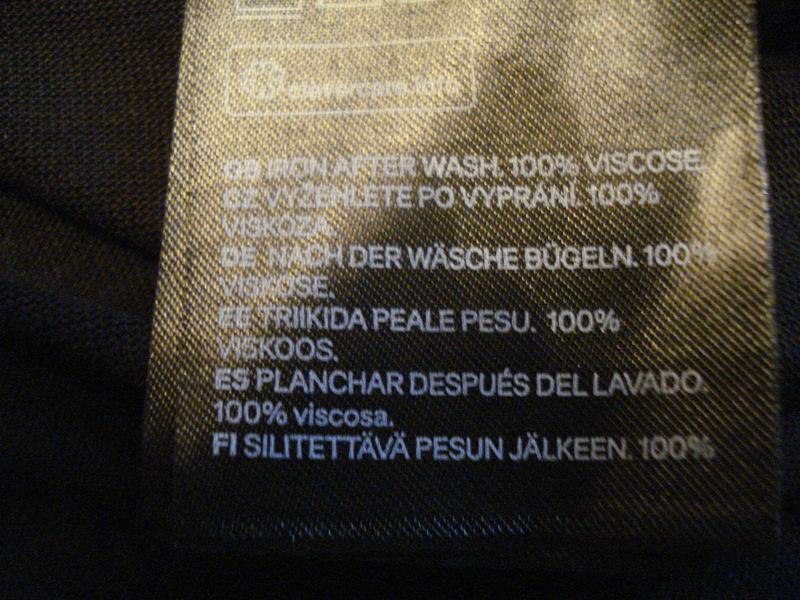 clevercare.info
GB IRON AFTER WASH. 100% VISCOSE.
CZ VYŽEHLETE PO VYPRÁNÍ. 100%
VISKÓZA.
DE NACH DER WÄSCHE BÜGELN. 100%
VISKOSE.
EE TRIIKIDA PEALE PESU. 100%
VISKOOS.
ES PLANCHAR DESPUÉS DEL LAVADO.
100% viscosa.
FI SILITETTÄVÄ PESUN JÄLKEEN. 100%